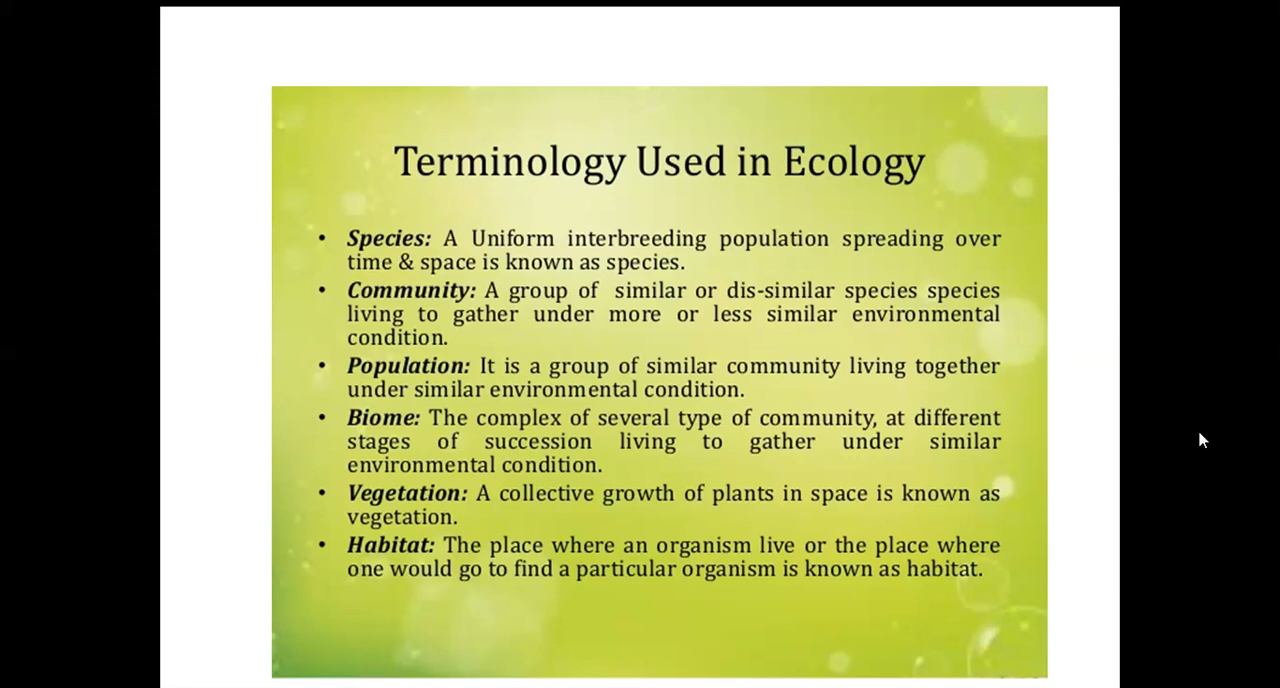 Terminology Used in Ecology
• Species: A Uniform interbreeding population spreading over
time & space is known as species.
• Community: A group of similar or dis-similar species species
living to gather under more or less similar environmental
condition.
• Population: It is a group of similar community living together
under similar environmental condition.
• Biome: The complex of several type of community, at different
stages of succession living to gather under similar
environmental condition.
• Vegetation: A collective growth of plants in space is known as
vegetation.
• Habitat: The place where an organism live or the place where
one would go to find a particular organism is known as habitat.